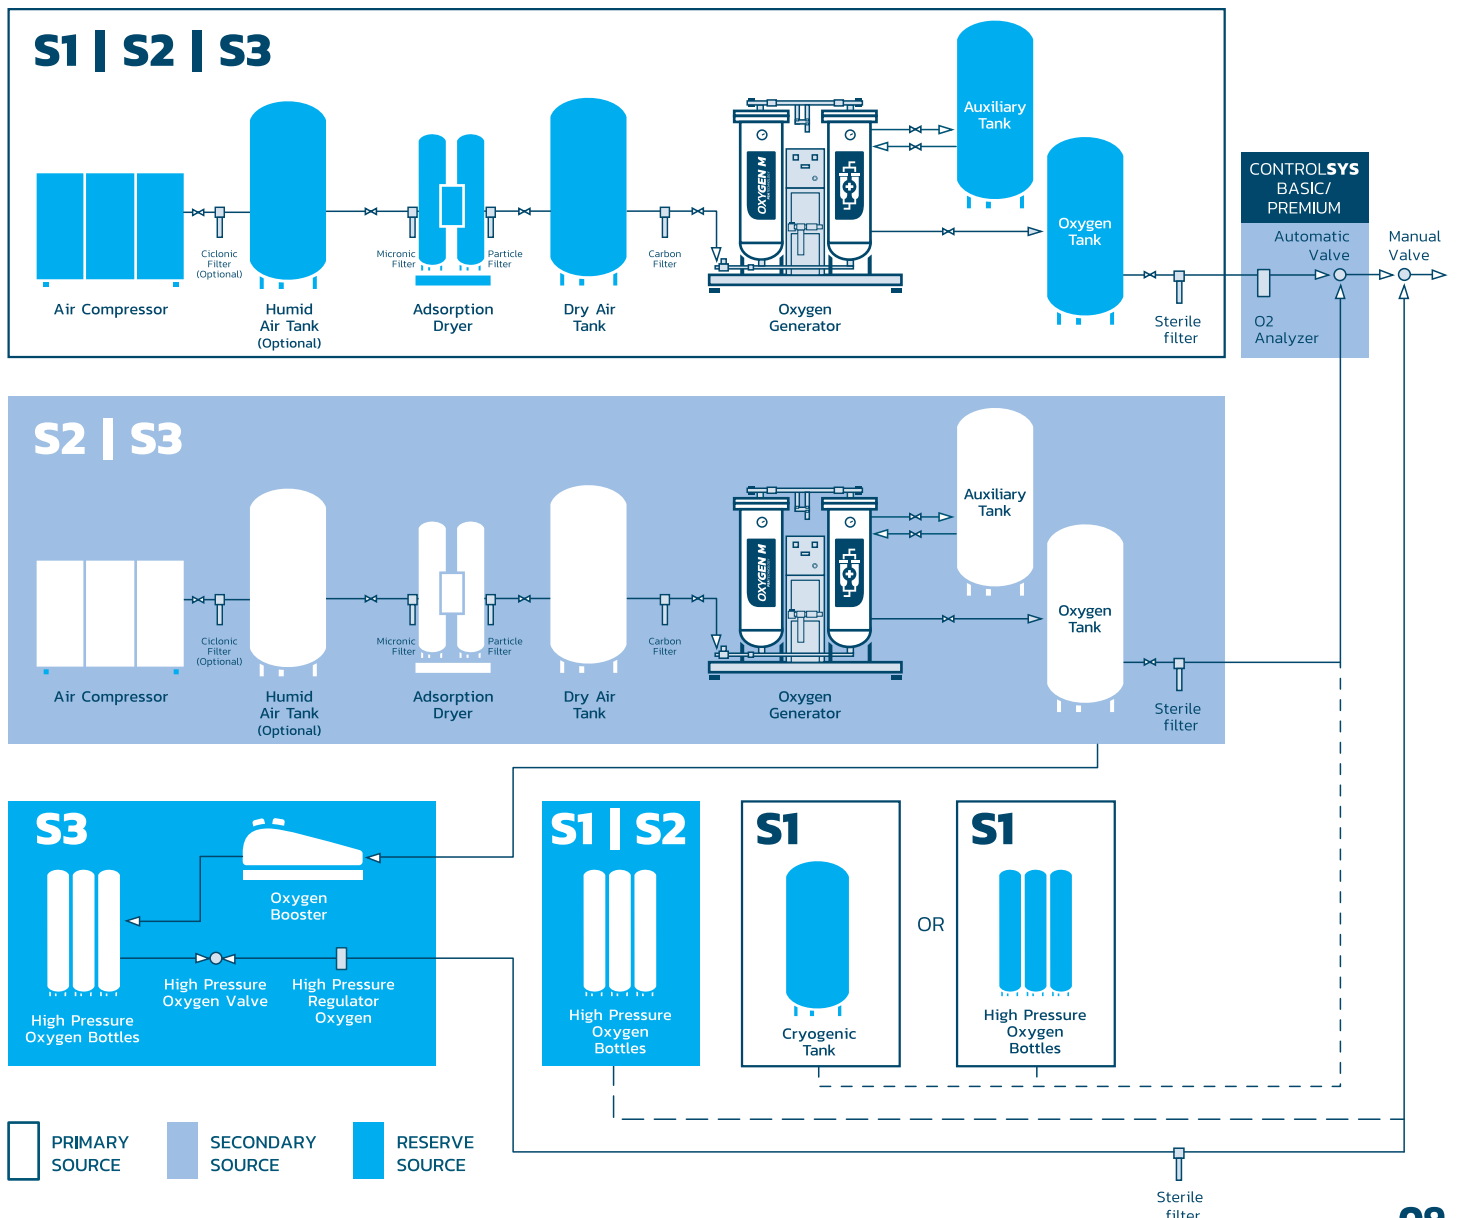 S1 | S2 | S3
Auxiliary
Tank
Oxygen
Tank
OXYGEN M
Ciclonic
Filter
(Optional)
Micronic
Filter
Particle
Filter
Carbon
Filter
Air Compressor
Humid
Air Tank
(Optional)
Adsorption
Dryer
Dry Air
Tank
Oxygen
Generator
Sterile
filter
CONTROLSYS
BASIC/
PREMIUM
Automatic
Valve
Manual
Valve
O2
Analyzer
S2 | S3
Auxiliary
Tank
Oxygen
Tank
OXYGEN M
Ciclonic
Filter
(Optional)
Micronic
Filter
Particle
Filter
Carbon
Filter
Air Compressor
Humid
Air Tank
(Optional)
Adsorption
Dryer
Dry Air
Tank
Oxygen
Generator
Sterile
filter
S3
Oxygen
Booster
High Pressure
Oxygen Valve
High Pressure
Regulator
Oxygen
High Pressure
Oxygen Bottles
S1 | S2
High Pressure
Oxygen
Bottles
S1
Cryogenic
Tank
OR
S1
High Pressure
Oxygen
Bottles
PRIMARY
SOURCE
SECONDARY
SOURCE
RESERVE
SOURCE
Sterile
filter